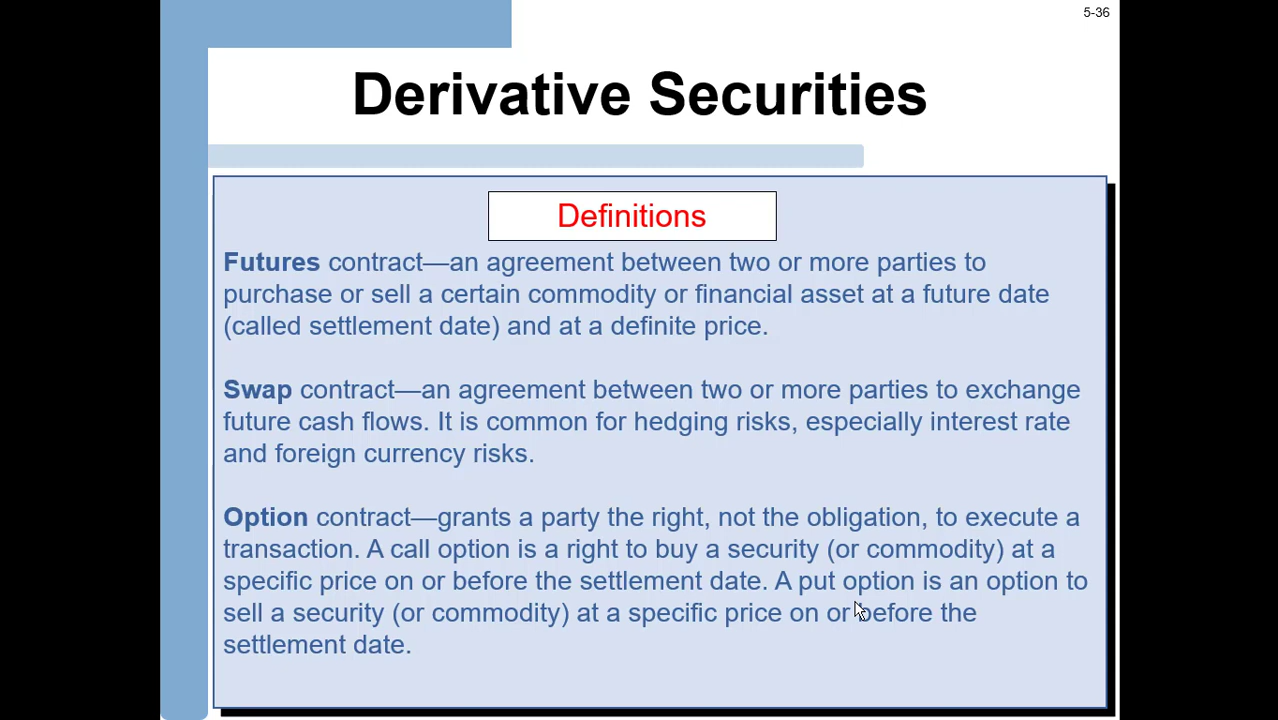 5-36
Derivative Securities
Definitions
Futures contract—an agreement between two or more parties to
purchase or sell a certain commodity or financial asset at a future date
(called settlement date) and at a definite price.
Swap contract—an agreement between two or more parties to exchange
future cash flows. It is common for hedging risks, especially interest rate
and foreign currency risks.
Option contract—grants a party the right, not the obligation, to execute a
transaction. A call option is a right to buy a security (or commodity) at a
specific price on or before the settlement date. A put option is an option to
sell a security (or commodity) at a specific price on or before the
settlement date.